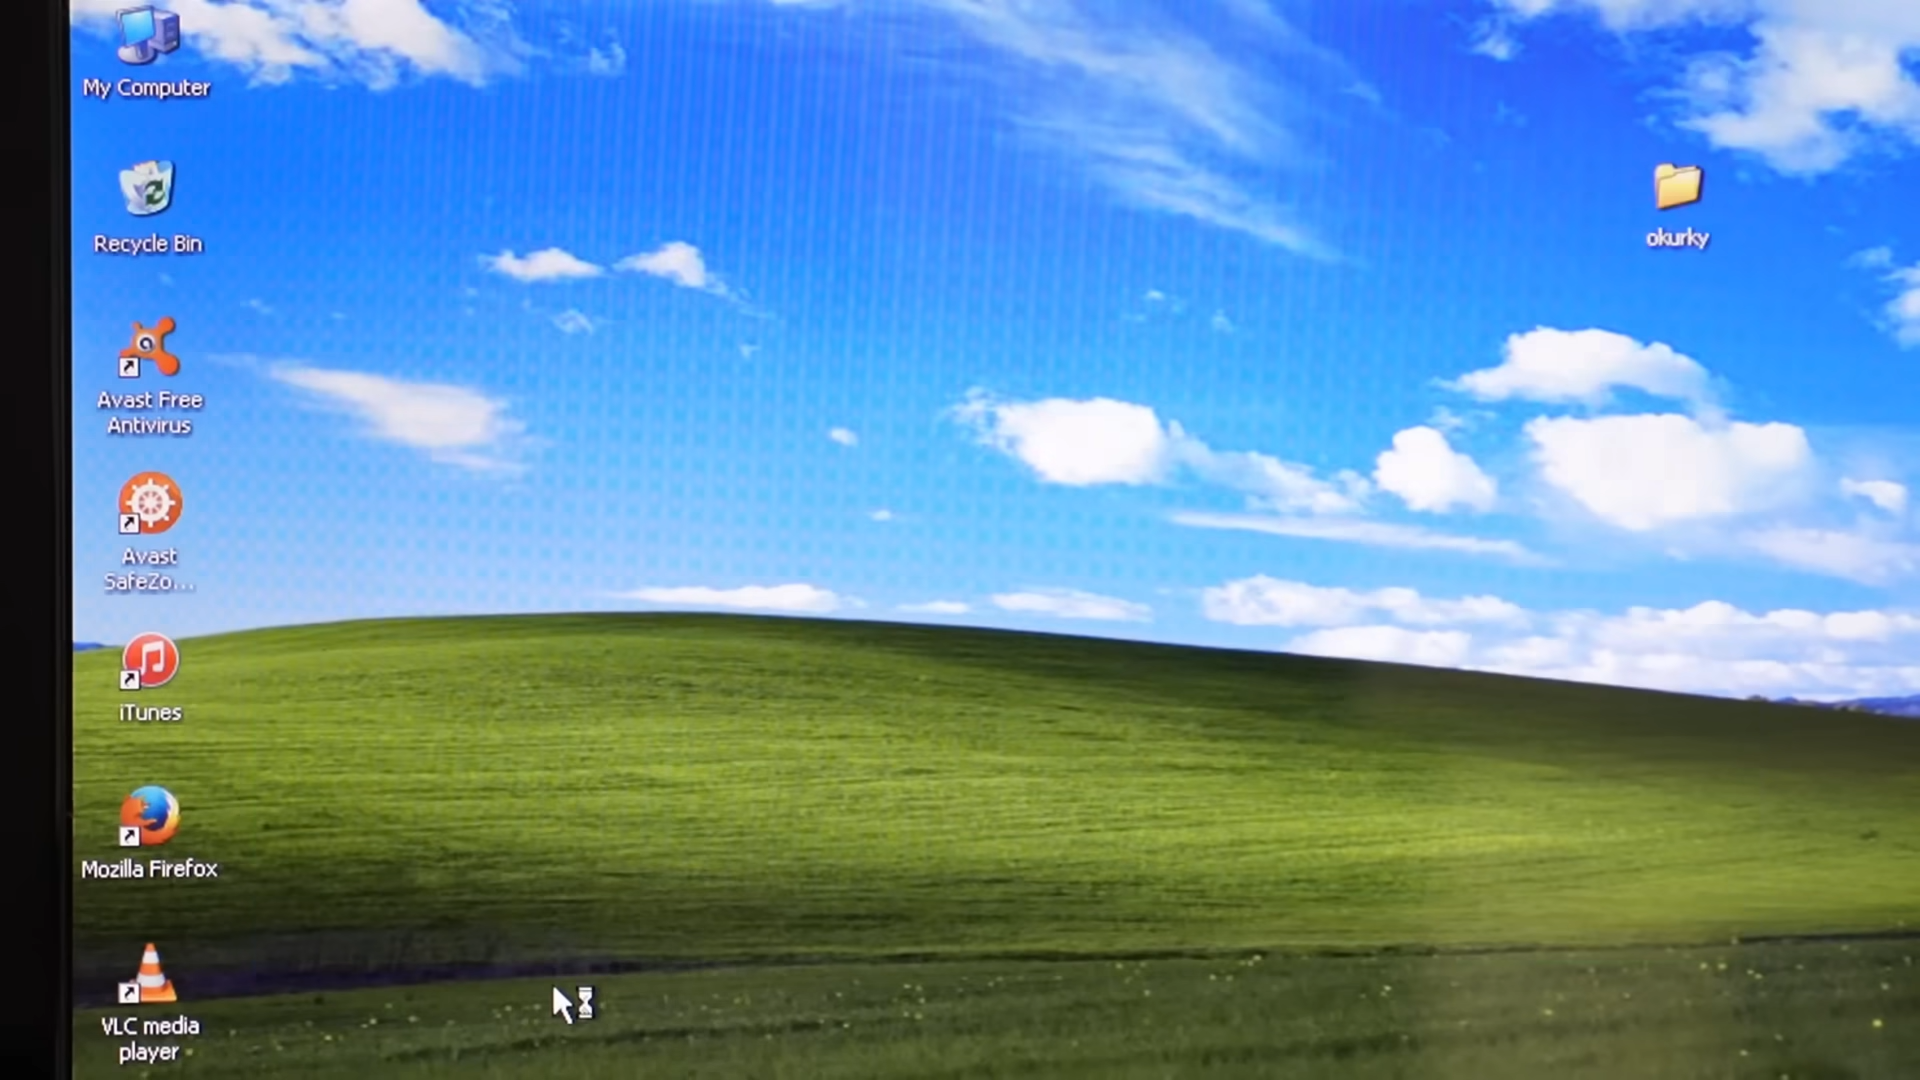 My Computer
Recycle Bin
okurky
Avast Free
Antivirus
Avast
SafeZo...
iTunes
Mozilla Firefox
VLC media
player